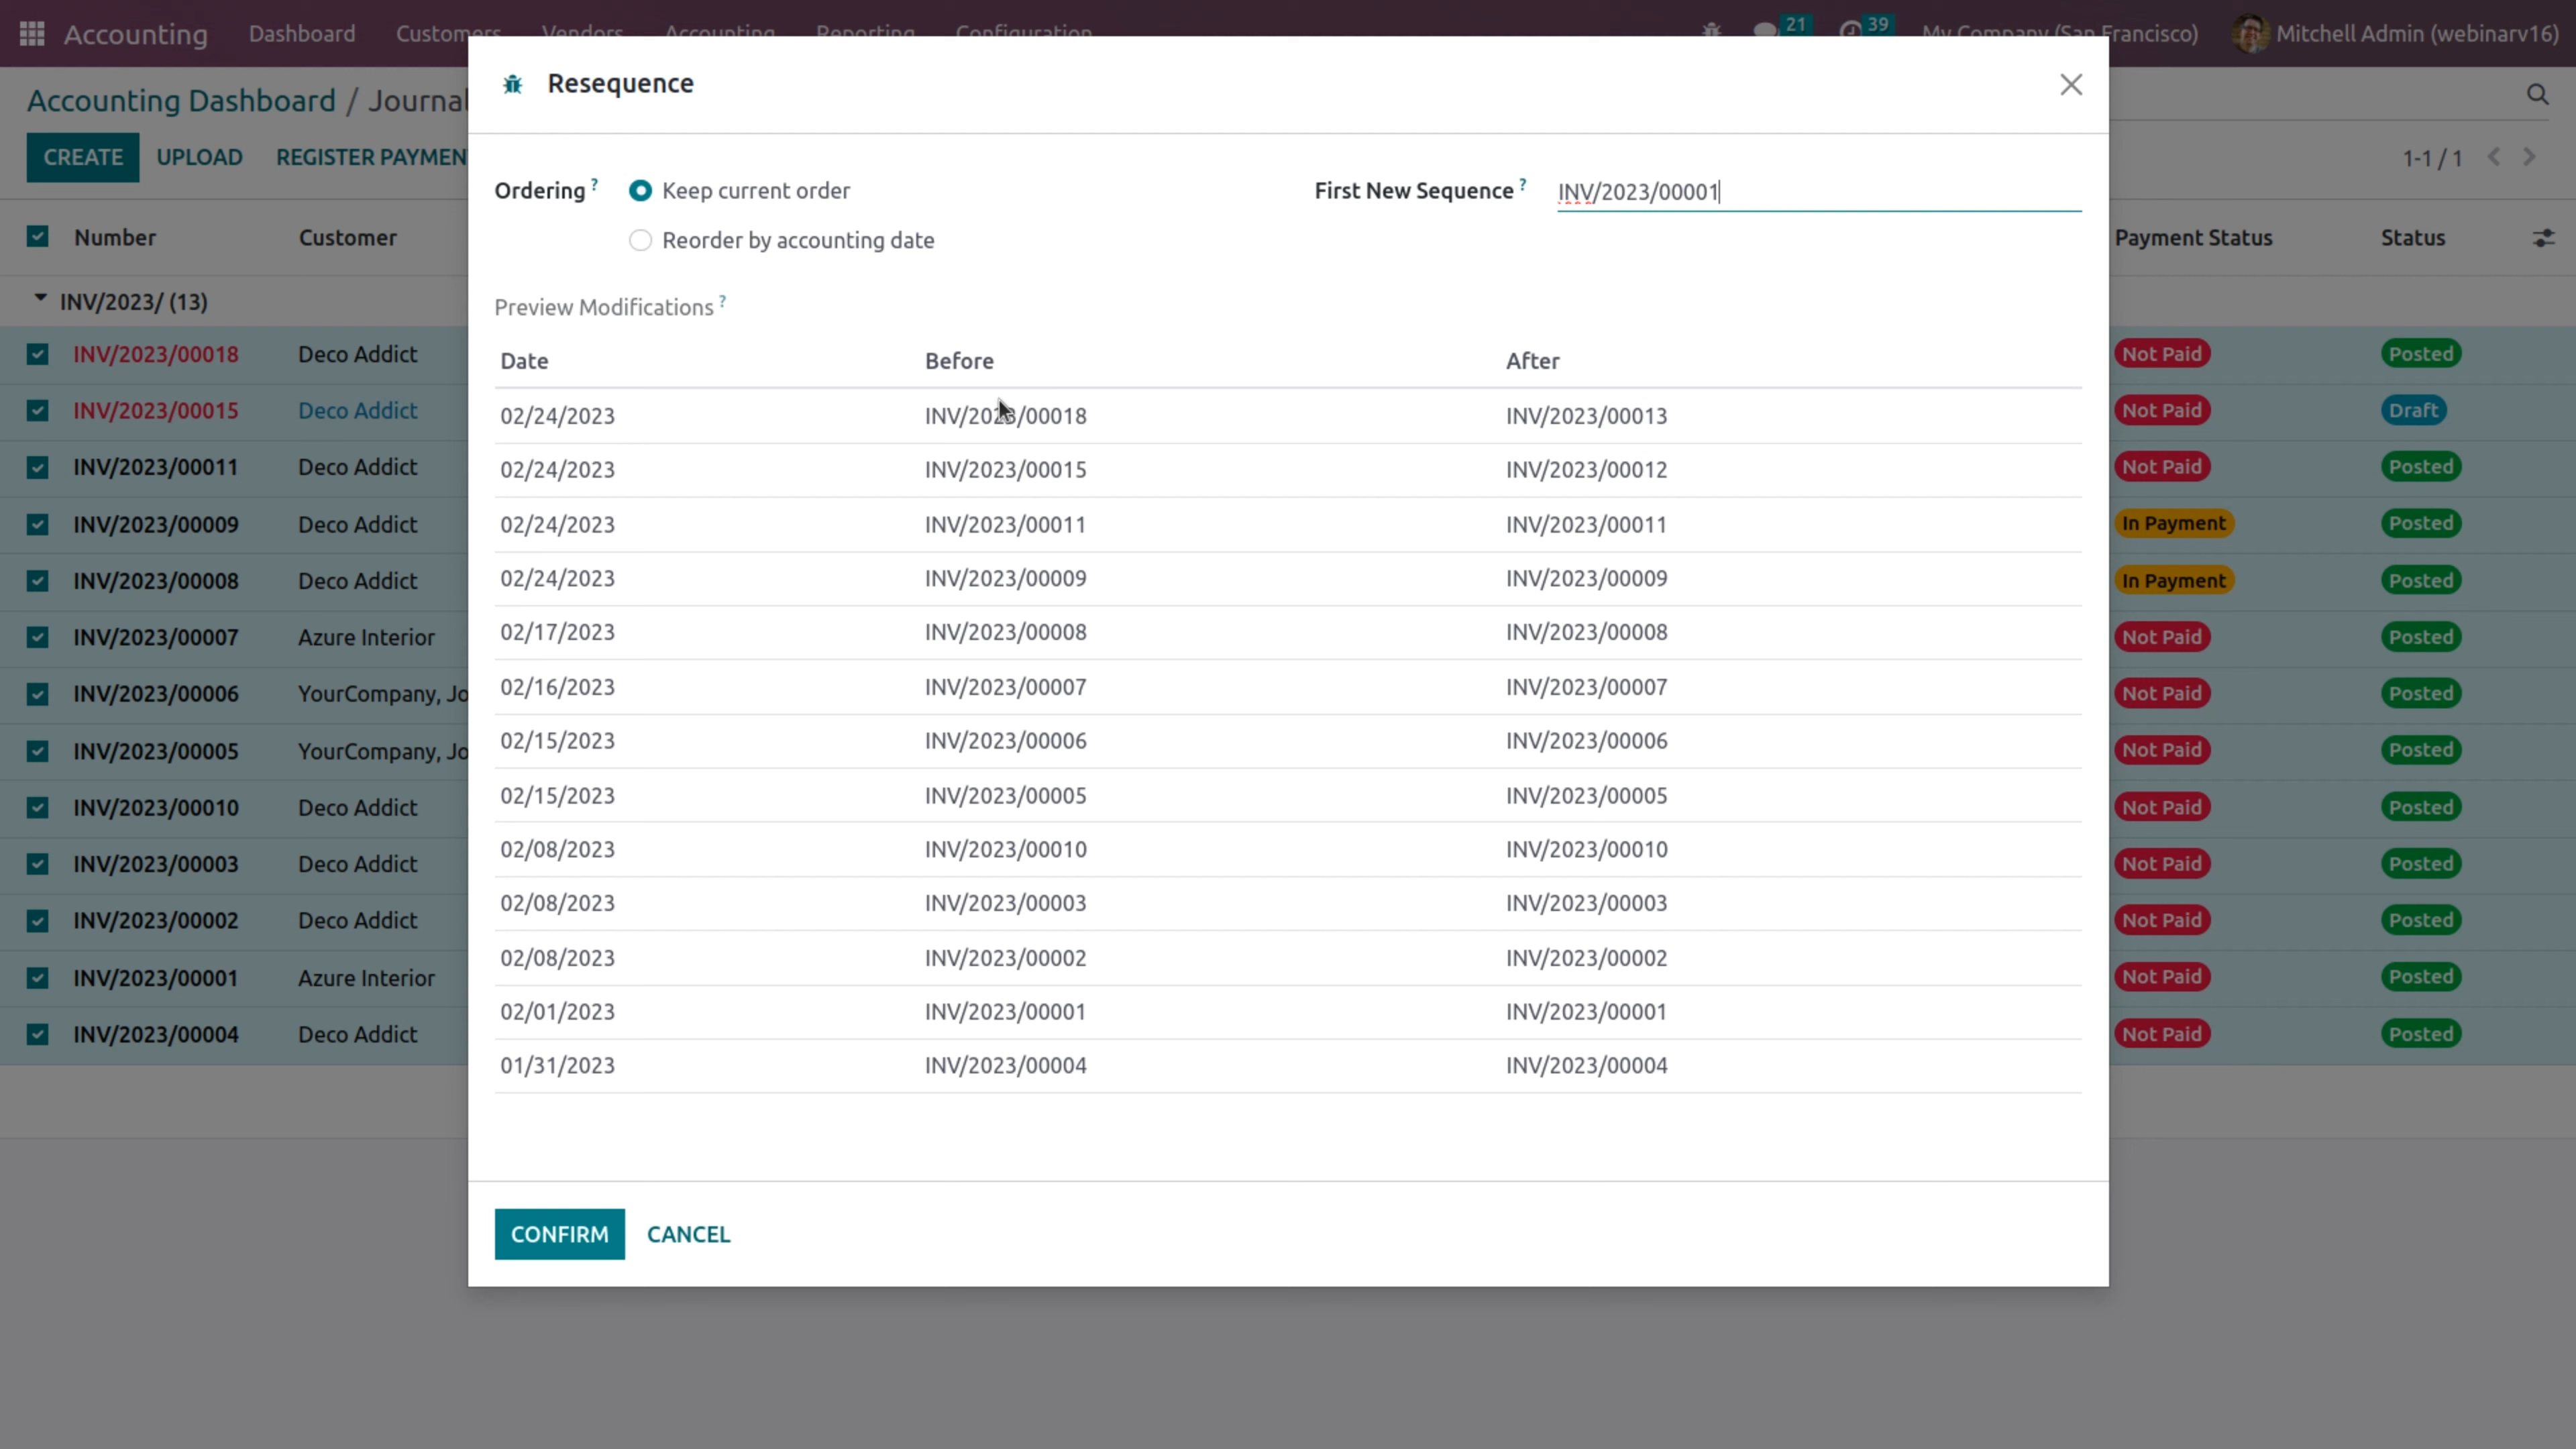 Accounting Dashboard Customers Vendors Accounting Reporting Configuration 21 39 My Company (San Francisco) Mitchell Admin (webinarv16)
Accounting Dashboard / Journal
CREATE UPLOAD REGISTER PAYMEN
1-1 / 1
Number Customer Payment Status Status
INV/2023/ (13)
INV/2023/00018 Deco Addict Not Paid Posted
INV/2023/00015 Deco Addict Not Paid Draft
INV/2023/00011 Deco Addict Not Paid Posted
INV/2023/00009 Deco Addict In Payment Posted
INV/2023/00008 Deco Addict In Payment Posted
INV/2023/00007 Azure Interior Not Paid Posted
INV/2023/00006 YourCompany, Jo Not Paid Posted
INV/2023/00005 YourCompany, Jo Not Paid Posted
INV/2023/00010 Deco Addict Not Paid Posted
INV/2023/00003 Deco Addict Not Paid Posted
INV/2023/00002 Deco Addict Not Paid Posted
INV/2023/00001 Azure Interior Not Paid Posted
INV/2023/00004 Deco Addict Not Paid Posted
Resequence
Ordering ? Keep current order
Reorder by accounting date
First New Sequence ? INV/2023/00001
Preview Modifications ?
Date Before After
02/24/2023 INV/2023/00018 INV/2023/00013
02/24/2023 INV/2023/00015 INV/2023/00012
02/24/2023 INV/2023/00011 INV/2023/00011
02/24/2023 INV/2023/00009 INV/2023/00009
02/17/2023 INV/2023/00008 INV/2023/00008
02/16/2023 INV/2023/00007 INV/2023/00007
02/15/2023 INV/2023/00006 INV/2023/00006
02/15/2023 INV/2023/00005 INV/2023/00005
02/08/2023 INV/2023/00010 INV/2023/00010
02/08/2023 INV/2023/00003 INV/2023/00003
02/08/2023 INV/2023/00002 INV/2023/00002
02/01/2023 INV/2023/00001 INV/2023/00001
01/31/2023 INV/2023/00004 INV/2023/00004
CONFIRM CANCEL